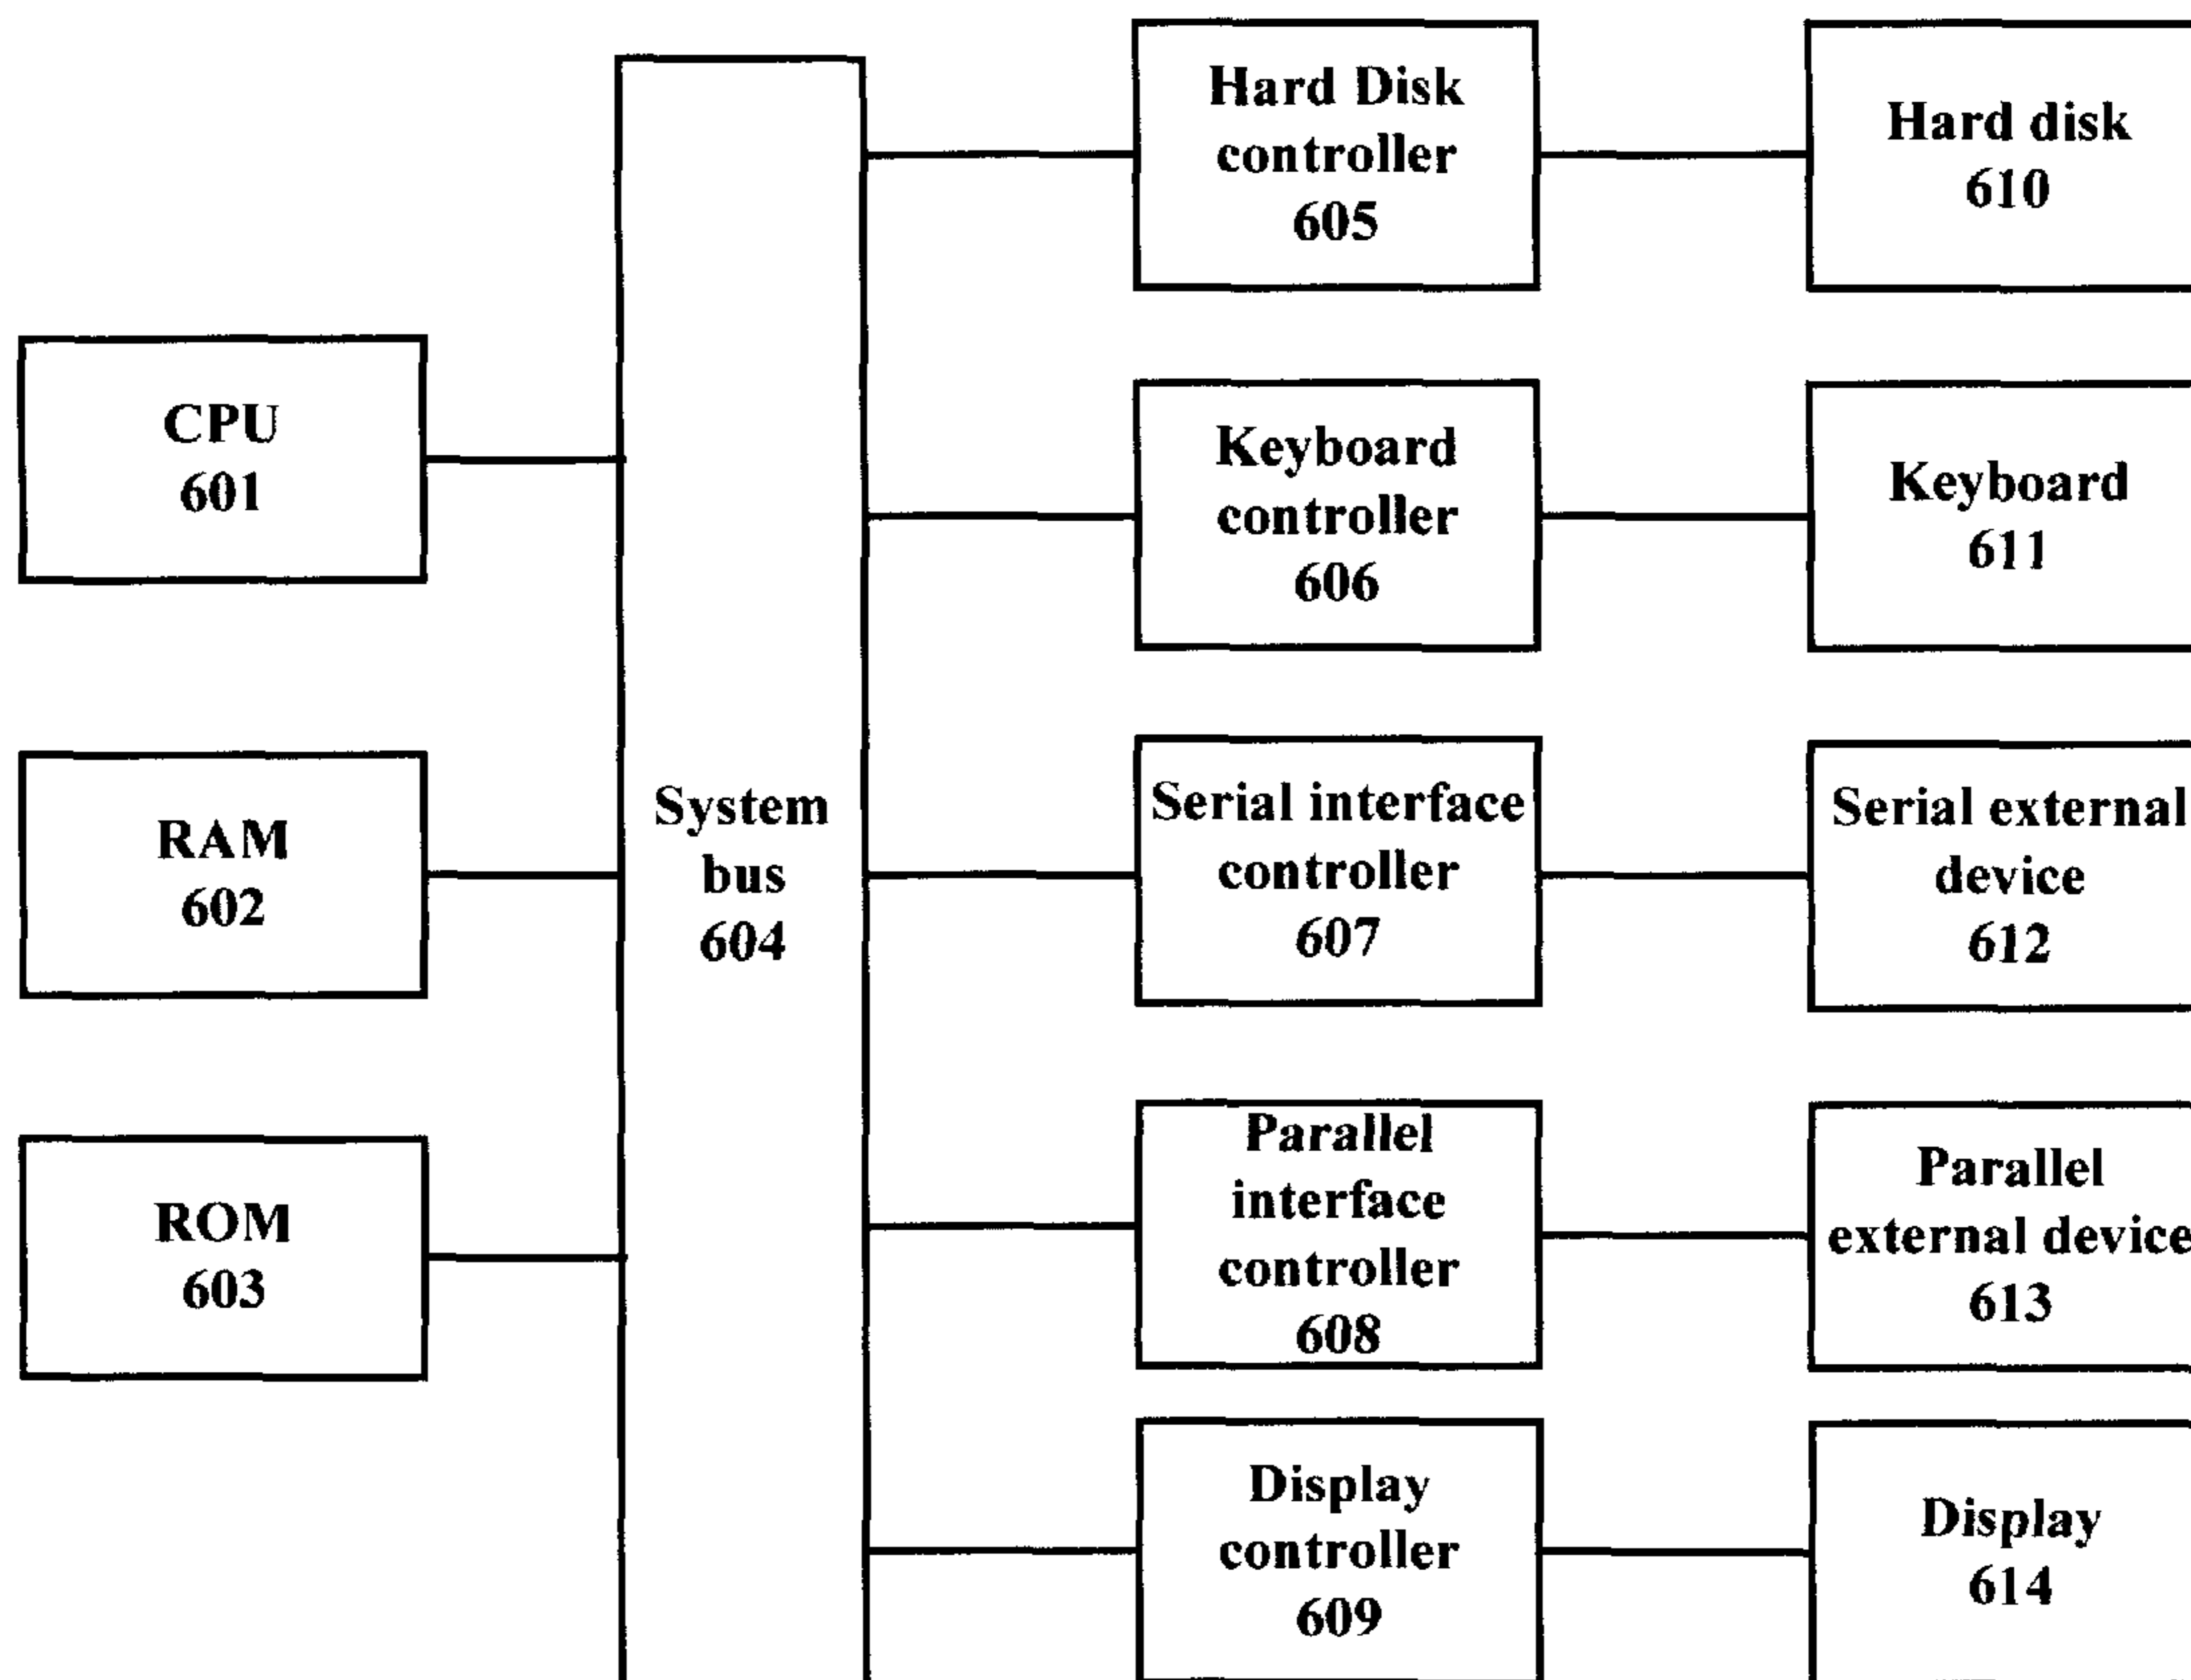 CPU
601
RAM
602
ROM
603
System
bus
604
Hard Disk
controller
605
Keyboard
controller
606
Serial interface
controller
607
Parallel
interface
controller
608
Display
controller
609
Hard disk
610
Keyboard
611
Serial external
device
612
Parallel
external device
613
Display
614